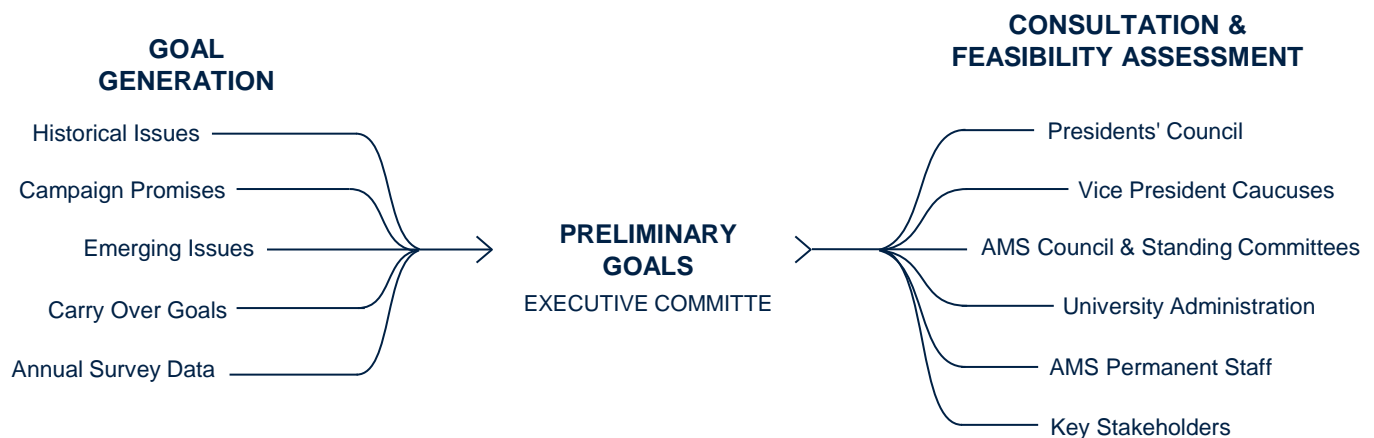 GOAL
GENERATION
Historical Issues
Campaign Promises
Emerging Issues
Carry Over Goals
Annual Survey Data
PRELIMINARY
GOALS
EXECUTIVE COMMITTE
CONSULTATION &
FEASIBILITY ASSESSMENT
Presidents' Council
Vice President Caucuses
AMS Council & Standing Committees
University Administration
AMS Permanent Staff
Key Stakeholders